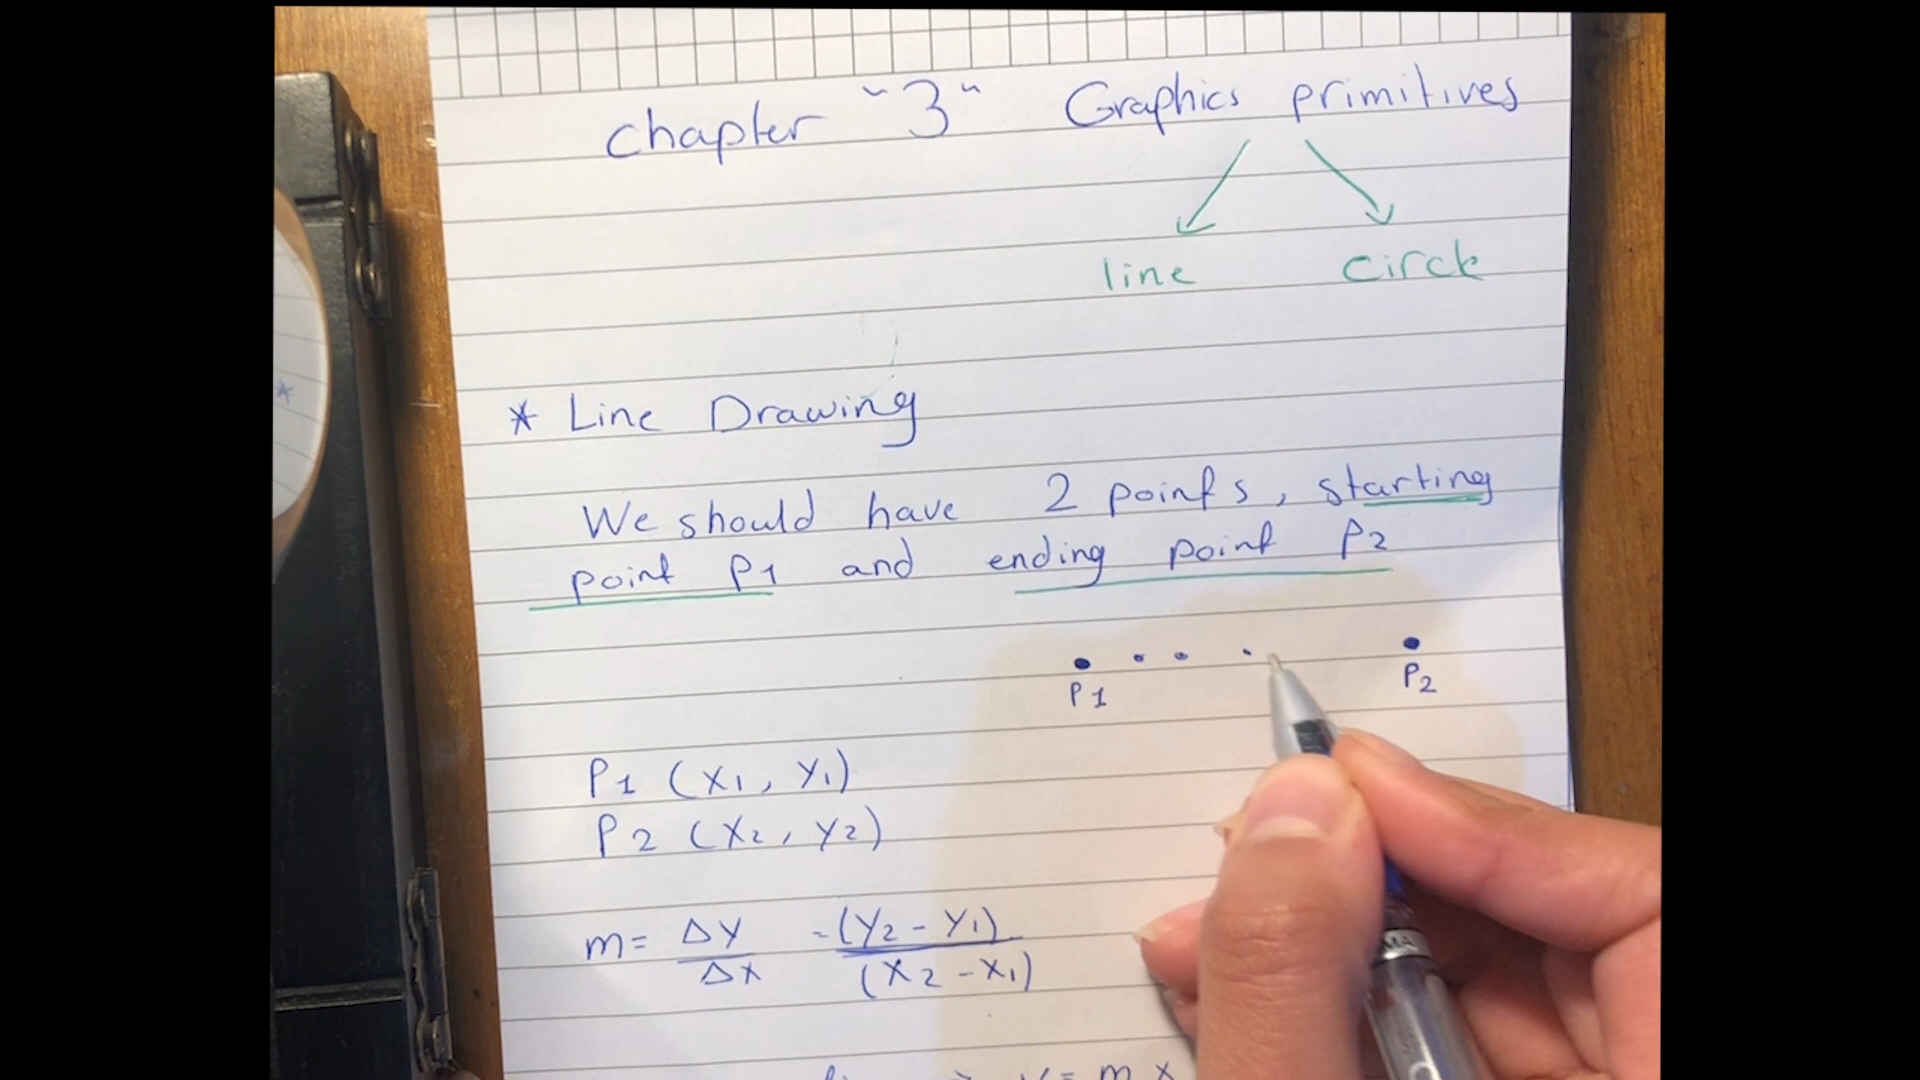 chapter "3" Graphics primitives
line circle
* Line Drawing
We should have 2 points, starting
point P1 and ending point P2
P1 P2
P1 (X1, Y1)
P2 (X2, Y2)
m = ΔY / ΔX = (Y2 - Y1) / (X2 - X1)
y = m x